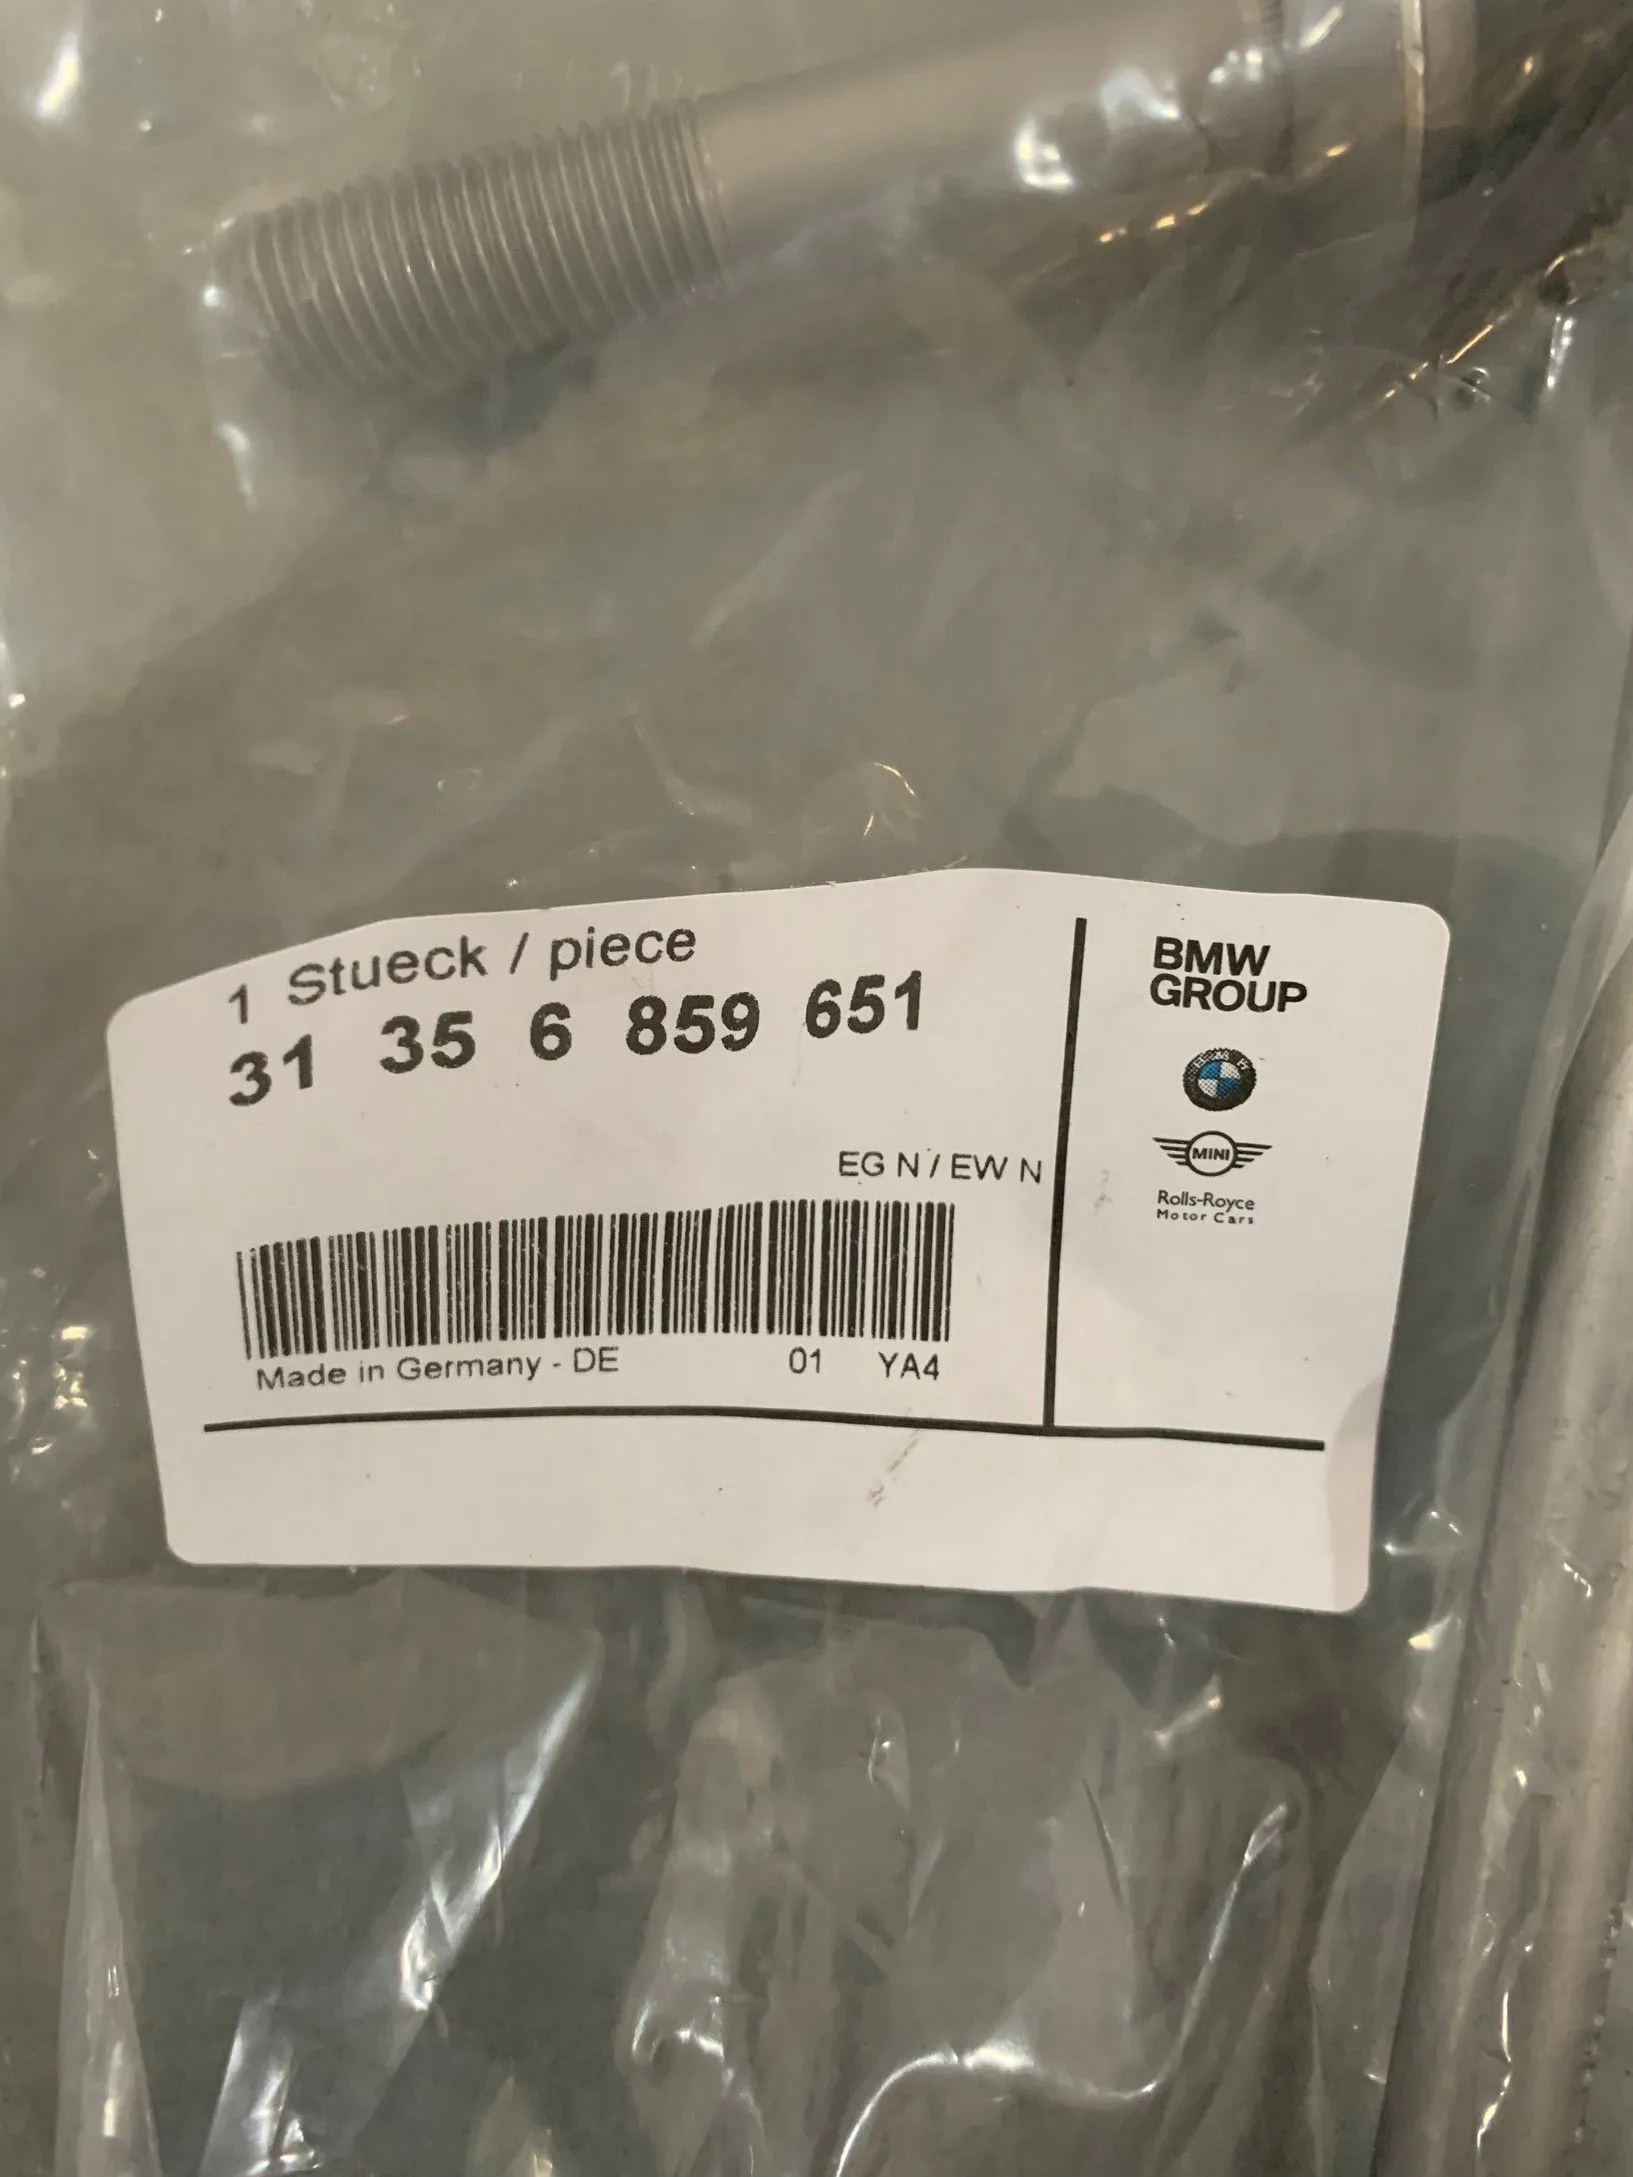 1 Stueck / piece
31 35 6 859 651
EG N / EW N
Made in Germany - DE 01 YA4
BMW
GROUP
BMW
MINI
Rolls-Royce
Motor Cars